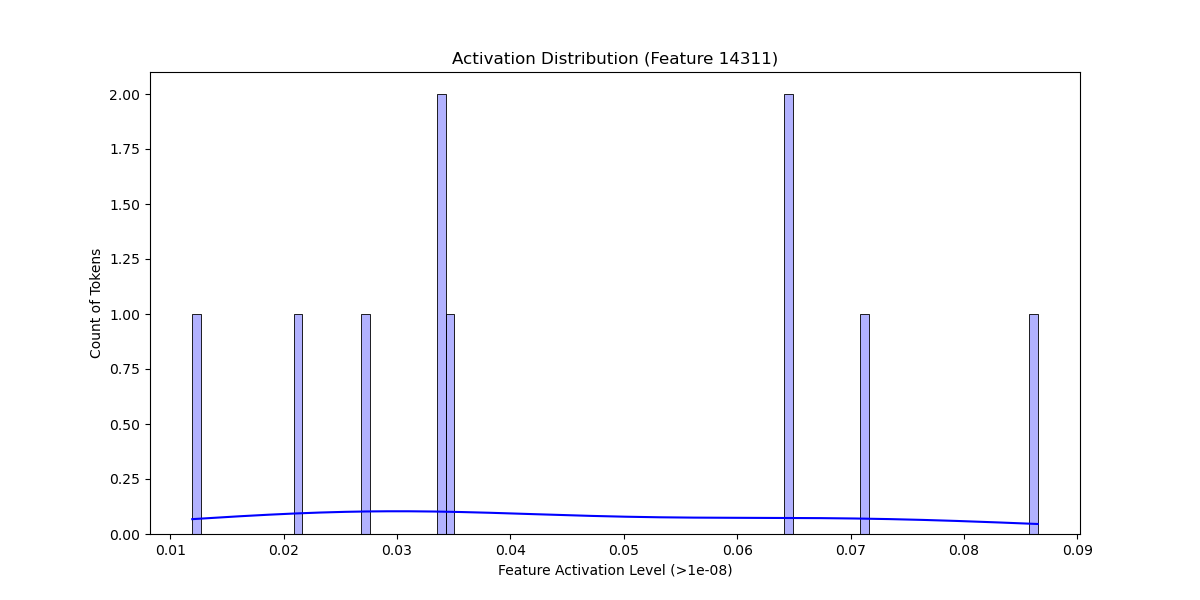 Activation Distribution (Feature 14311)
2.00
1.75
1.50
1.25
1.00
0.75
0.50
0.25
0.00
Count of Tokens
0.01 0.02 0.03 0.04 0.05 0.06 0.07 0.08 0.09
Feature Activation Level (>1e-08)